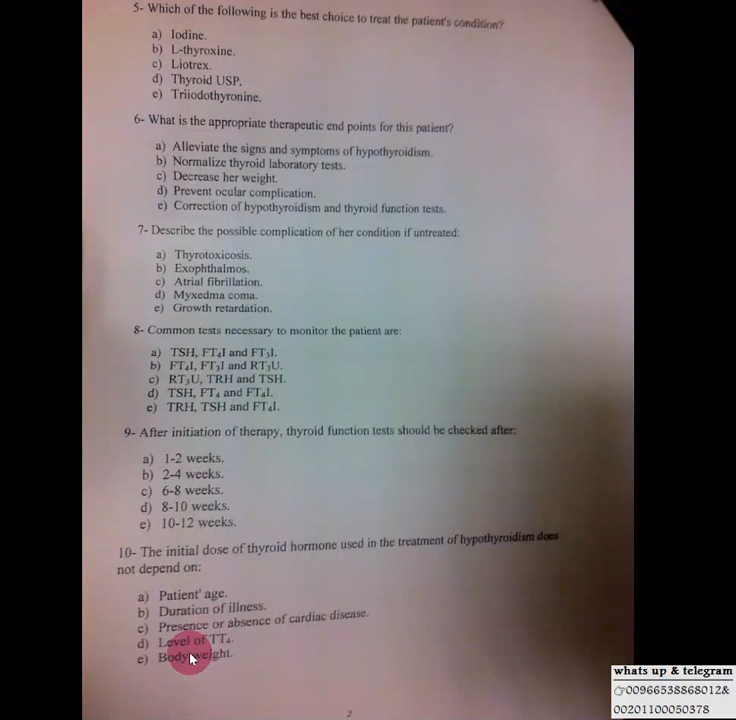 5- Which of the following is the best choice to treat the patient's condition?
a) Iodine.
b) L-thyroxine.
c) Liotrex.
d) Thyroid USP.
e) Triiodothyronine.
6- What is the appropriate therapeutic end points for this patient?
a) Alleviate the signs and symptoms of hypothyroidism.
b) Normalize thyroid laboratory tests.
c) Decrease her weight.
d) Prevent ocular complication.
e) Correction of hypothyroidism and thyroid function tests.
7- Describe the possible complication of her condition if untreated:
a) Thyrotoxicosis.
b) Exophthalmos.
c) Atrial fibrillation.
d) Myxedma coma.
e) Growth retardation.
8- Common tests necessary to monitor the patient are:
a) TSH, FT₄I and FT₃I.
b) FT₄I, FT₃I and RT₃U.
c) RT₃U, TRH and TSH.
d) TSH, FT₄ and FT₄I.
e) TRH, TSH and FT₄I.
9- After initiation of therapy, thyroid function tests should be checked after:
a) 1-2 weeks.
b) 2-4 weeks.
c) 6-8 weeks.
d) 8-10 weeks.
e) 10-12 weeks.
10- The initial dose of thyroid hormone used in the treatment of hypothyroidism does
not depend on:
a) Patient' age.
b) Duration of illness.
c) Presence or absence of cardiac disease.
d) Level of TT₄.
e) Body weight.
2
whats up & telegram
00966538868012&
00201100050378